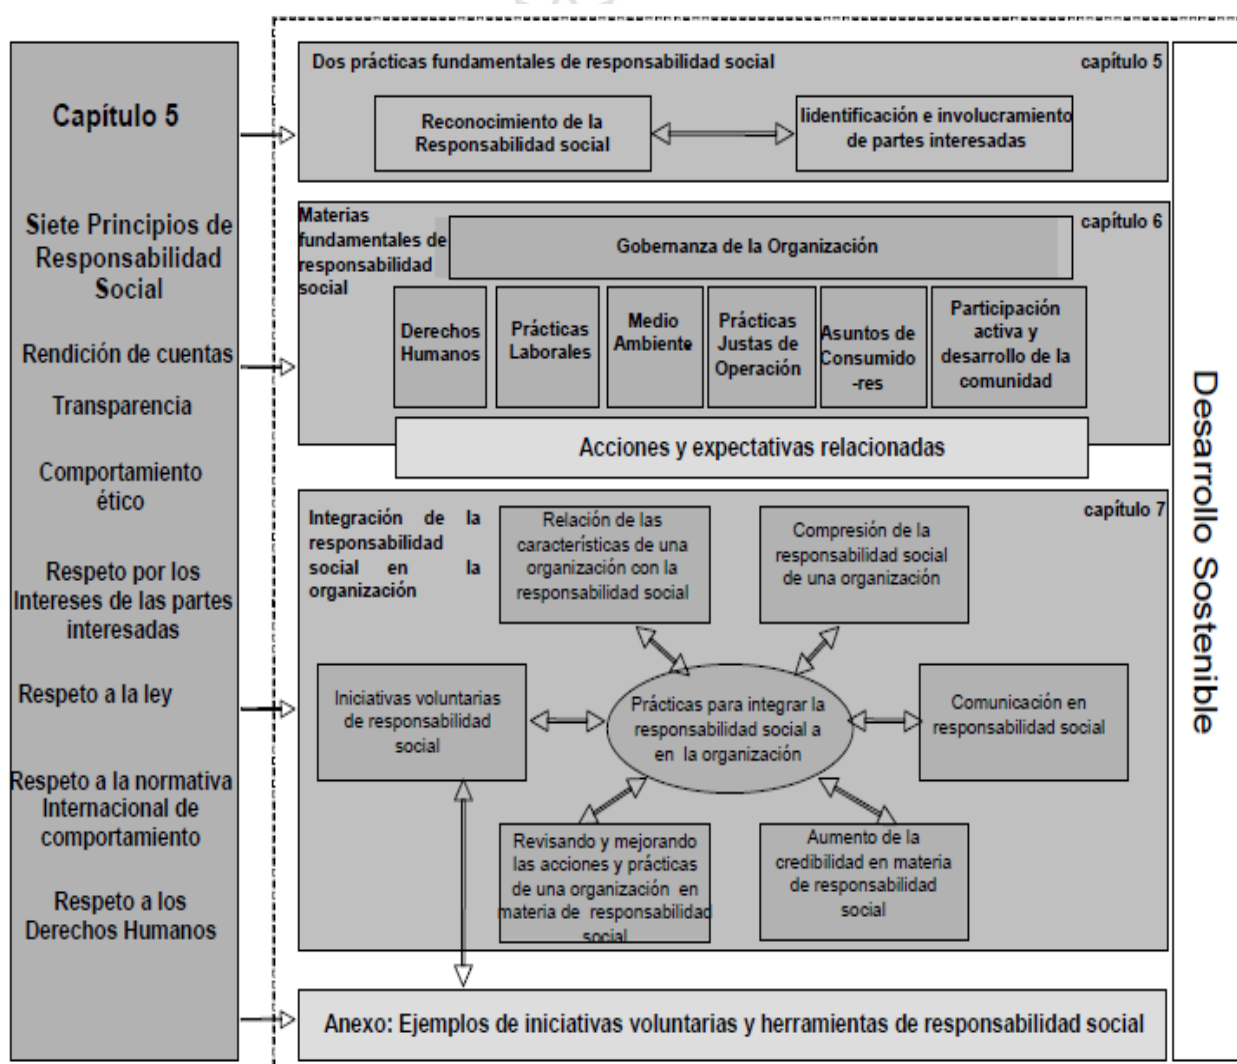 Capítulo 5
Siete Principios de
Responsabilidad
Social
Rendición de cuentas
Transparencia
Comportamiento
ético
Respeto por los
Intereses de las partes
interesadas
Respeto a la ley
Respeto a la normativa
Internacional de
comportamiento
Respeto a los
Derechos Humanos
Dos prácticas fundamentales de responsabilidad social
capítulo 5
Reconocimiento de la
Responsabilidad social
Iidentificación e involucramiento
de partes interesadas
Materias
fundamentales de
responsabilidad
social
capítulo 6
Gobernanza de la Organización
Derechos
Humanos
Prácticas
Laborales
Medio
Ambiente
Prácticas
Justas de
Operación
Asuntos de
Consumido
-res
Participación
activa y
desarrollo de la
comunidad
Acciones y expectativas relacionadas
Integración de la
responsabilidad
social en la
organización
capítulo 7
Relación de las
características de una
organización con la
responsabilidad social
Compresión de la
responsabilidad social
de una organización
Iniciativas voluntarias
de responsabilidad
social
Prácticas para integrar la
responsabilidad social a
en la organización
Comunicación en
responsabilidad social
Revisando y mejorando
las acciones y prácticas
de una organización en
materia de responsabilidad
social
Aumento de la
credibilidad en materia
de responsabilidad
social
Anexo: Ejemplos de iniciativas voluntarias y herramientas de responsabilidad social
Desarrollo Sostenible